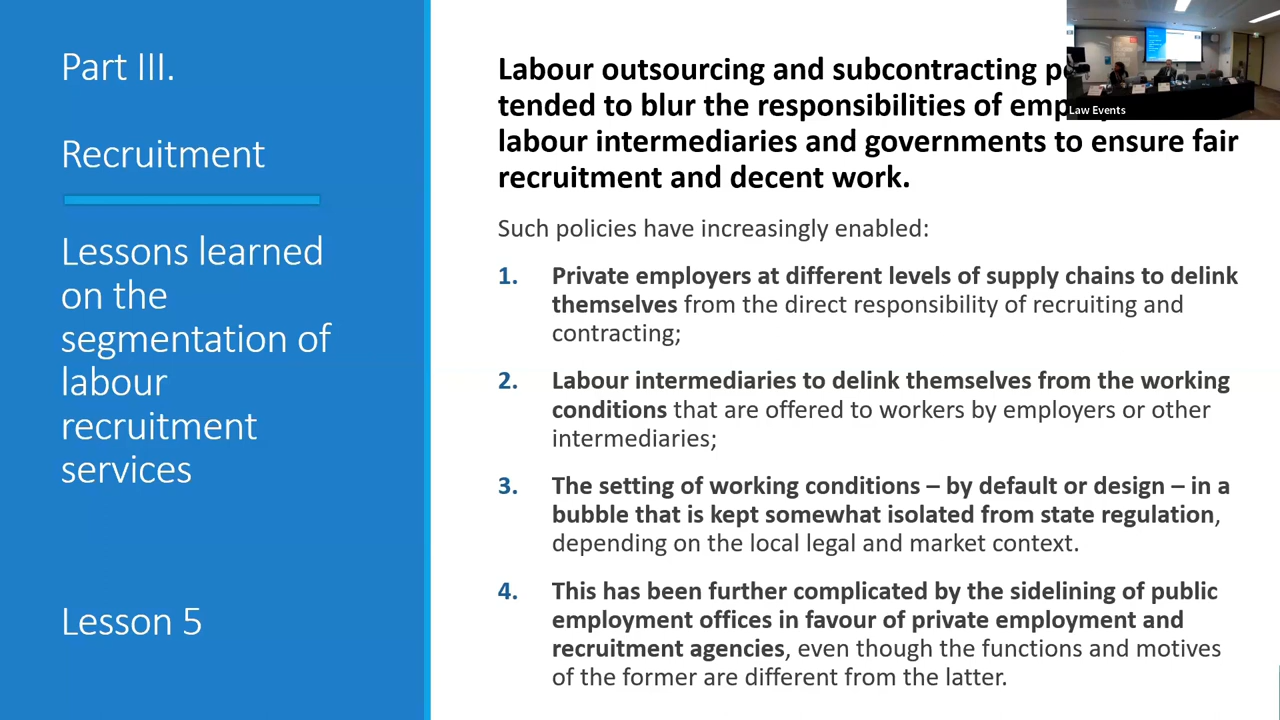 Part III.
Recruitment
Lessons learned
on the
segmentation of
labour
recruitment
services
Lesson 5
Labour outsourcing and subcontracting
tended to blur the responsibilities of
labour intermediaries and governments to ensure fair
recruitment and decent work.
Such policies have increasingly enabled:
1. Private employers at different levels of supply chains to delink
themselves from the direct responsibility of recruiting and
contracting;
2. Labour intermediaries to delink themselves from the working
conditions that are offered to workers by employers or other
intermediaries;
3. The setting of working conditions – by default or design – in a
bubble that is kept somewhat isolated from state regulation,
depending on the local legal and market context.
4. This has been further complicated by the sidelining of public
employment offices in favour of private employment and
recruitment agencies, even though the functions and motives
of the former are different from the latter.
Law Events